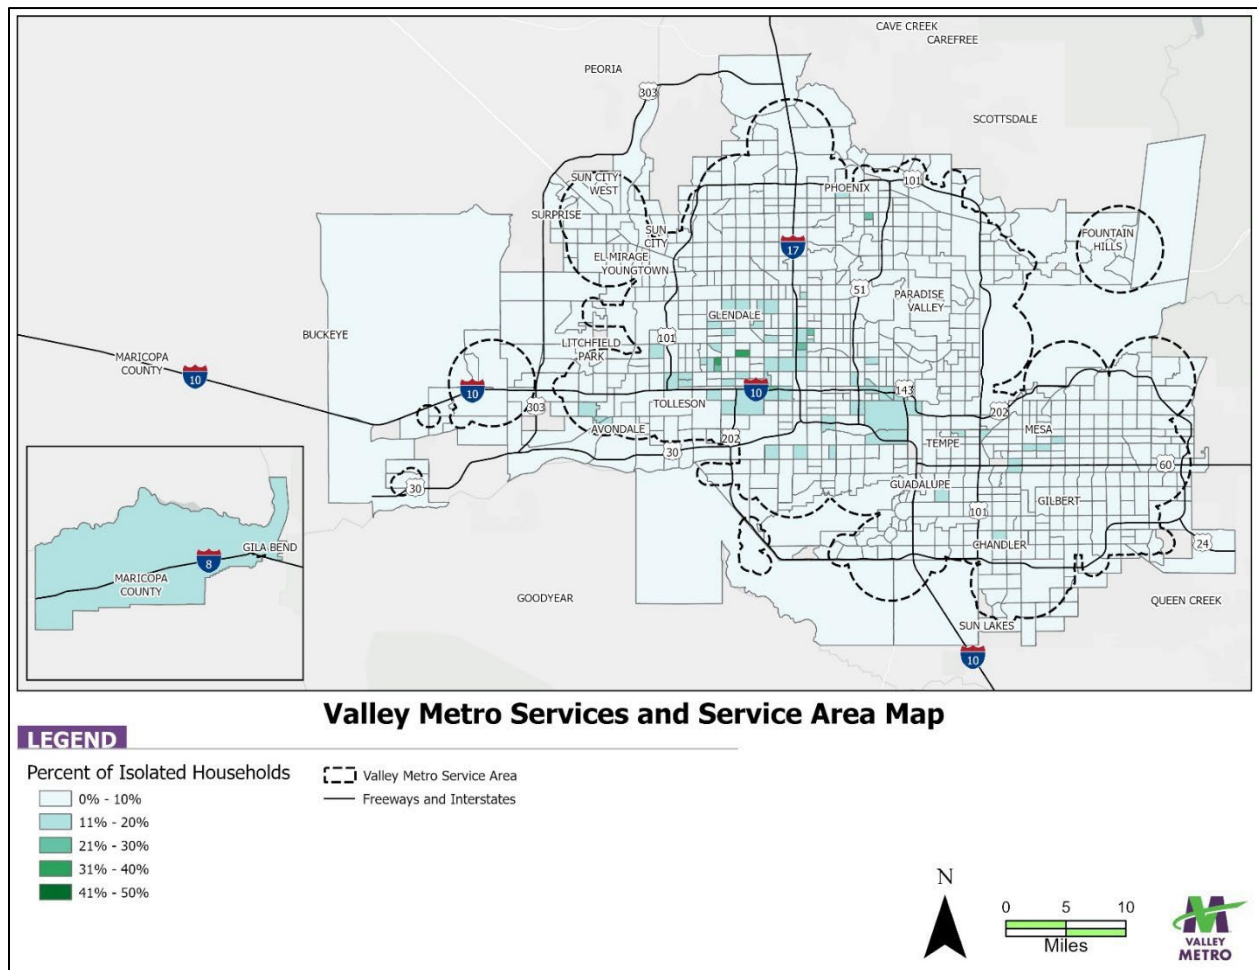 CAVE CREEK
CAREFREE
PEORIA
303
SCOTTSDALE
SUN CITY
WEST
PHOENIX
101
SURPRISE
SUN
CITY
FOUNTAIN
HILLS
17
EL MIRAGE
YOUNGTOWN
51
PARADISE
VALLEY
GLENDALE
BUCKEYE
101
LITCHFIELD
PARK
MARICOPA
COUNTY
10
10
10
143
303
TOLLESON
202
AVONDALE
MESA
202
TEMPE
30
60
30
GUADALUPE
GILBERT
101
CHANDLER
24
GILA BEND
8
MARICOPA
COUNTY
GOODYEAR
QUEEN CREEK
SUN LAKES
10
Valley Metro Services and Service Area Map
LEGEND
Percent of Isolated Households
0% - 10%
11% - 20%
21% - 30%
31% - 40%
41% - 50%
Valley Metro Service Area
Freeways and Interstates
N
0 5 10
Miles
VALLEY
METRO